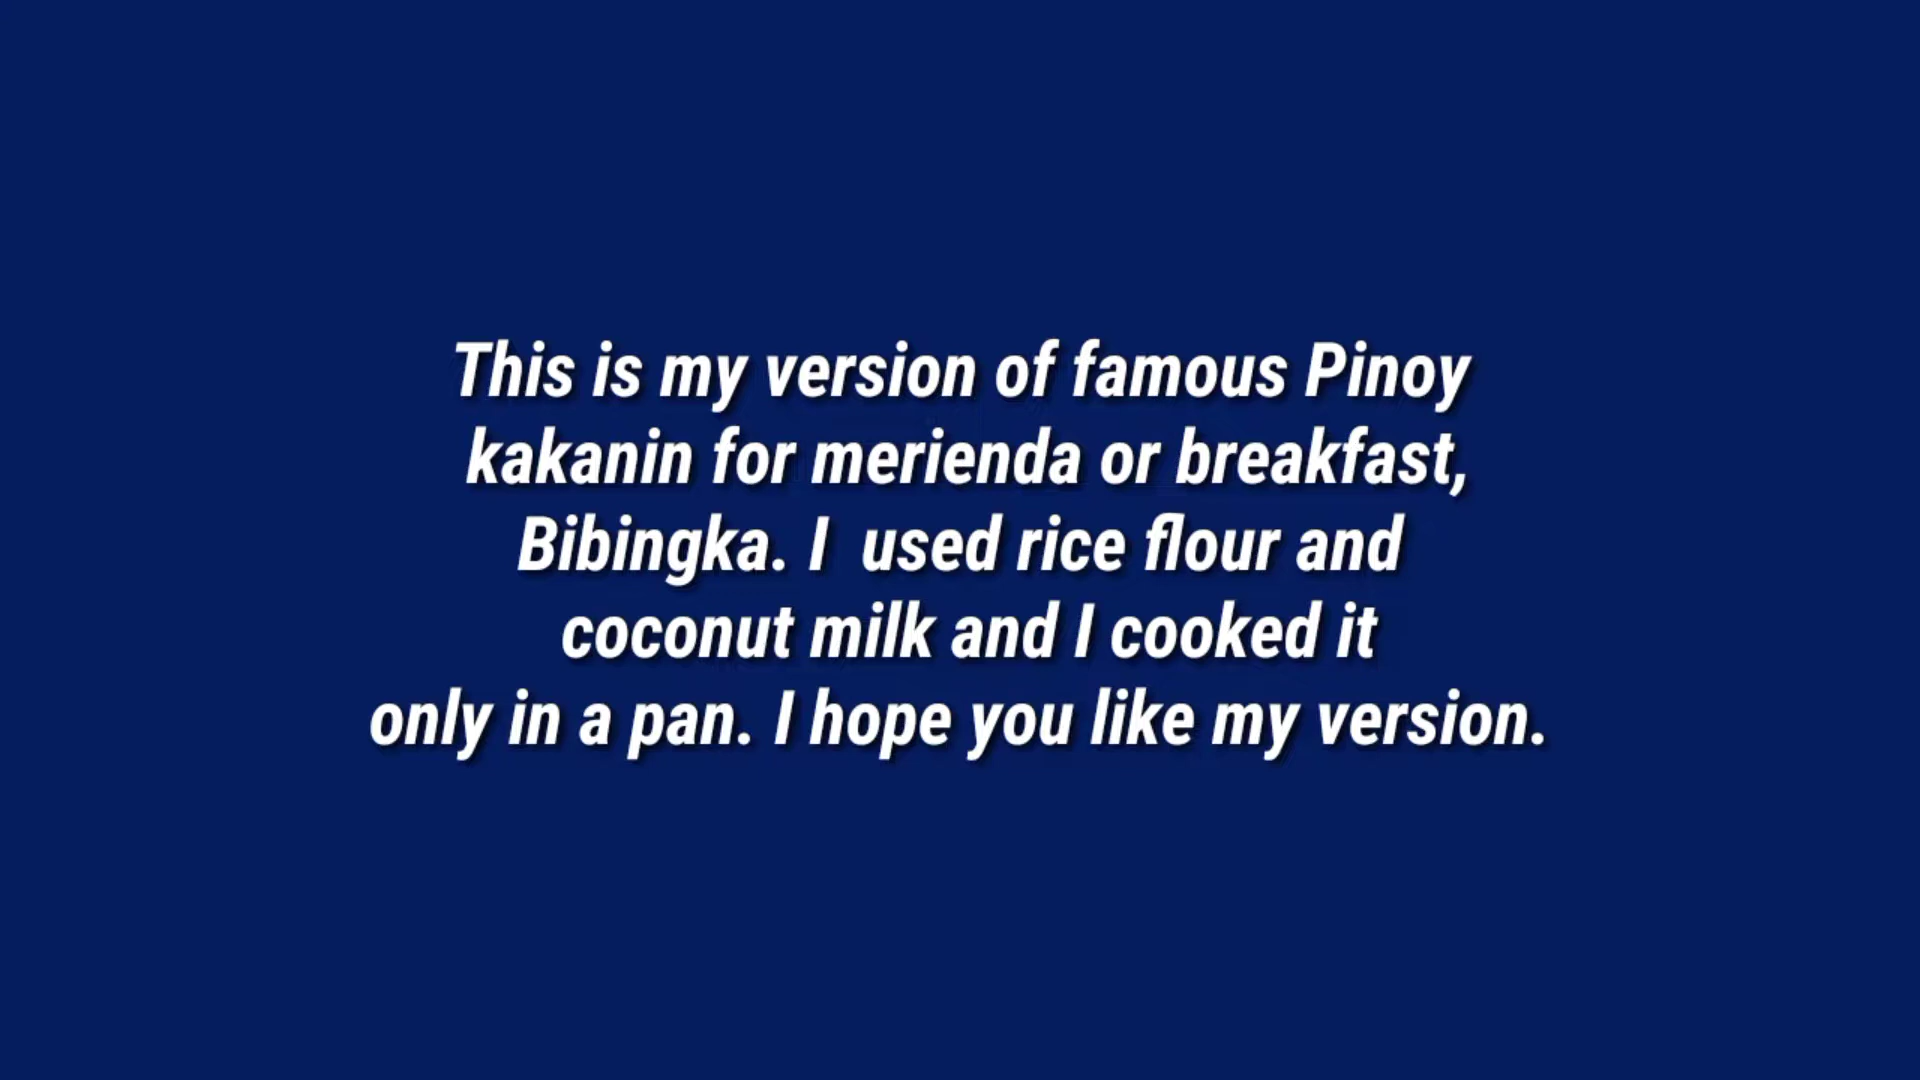 This is my version of famous Pinoy
kakanin for merienda or breakfast,
Bibingka. I  used rice flour and
coconut milk and I cooked it
only in a pan. I hope you like my version.